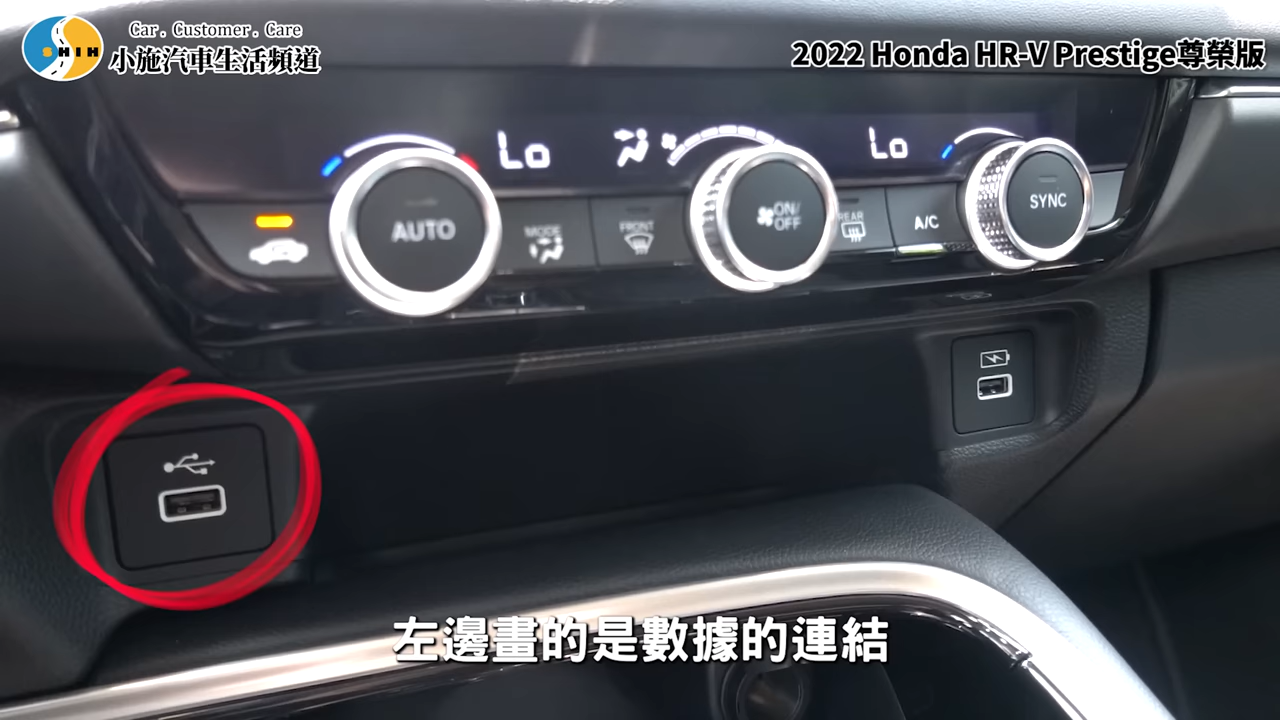 Car . Customer . Care
SHIH
小施汽車生活頻道
2022 Honda HR-V Prestige尊榮版
Lo
Lo
AUTO
MODE
FRONT
ON/
OFF
REAR
A/C
SYNC
左邊畫的是數據的連結